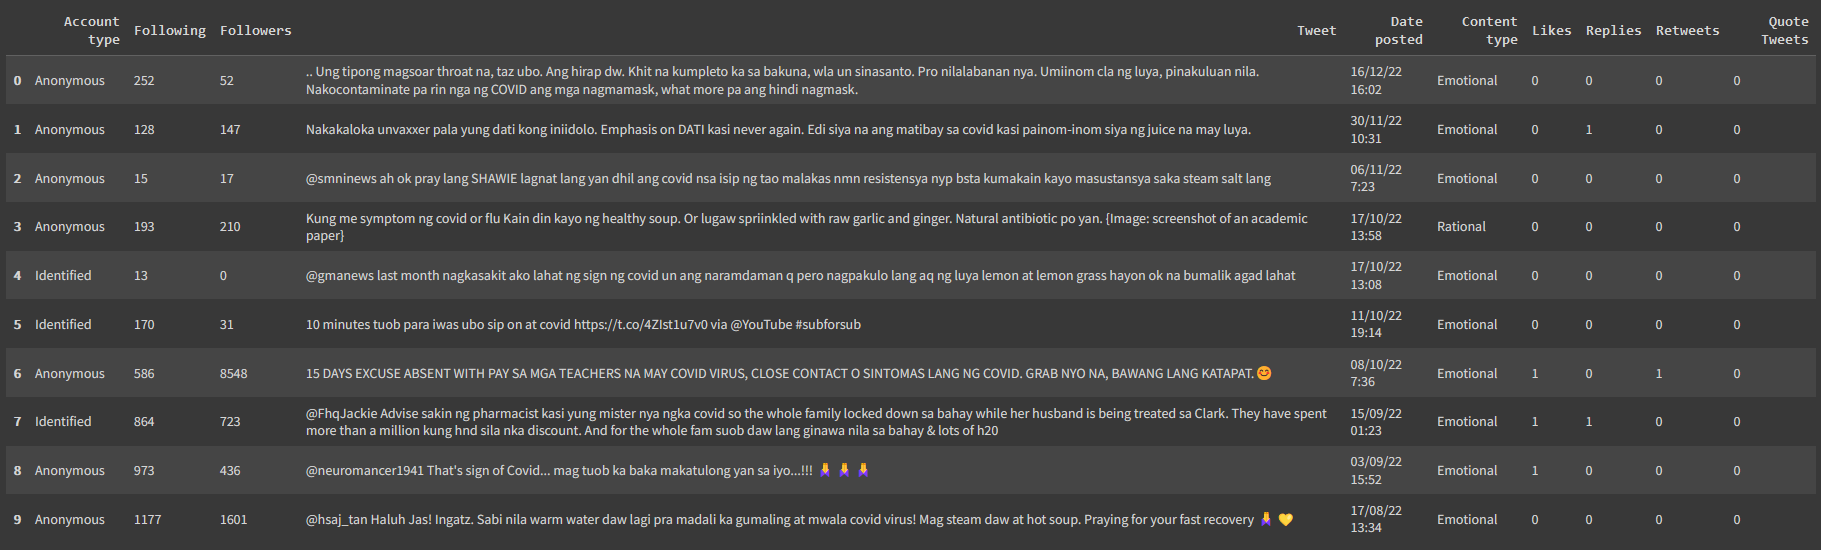 Account type Following Followers Tweet Date posted Content type Likes Replies Retweets Quote Tweets
0 Anonymous 252 52 .. Ung tipong magsoar throat na, taz ubo. Ang hirap dw. Khit na kumpleto ka sa bakuna, wla un sinasanto. Pro nilalabanan nya. Umiinom cla ng luya, pinakuluan nila.
Nakocontaminate pa rin nga ng COVID ang mga nagmamask, what more pa ang hindi nagmask. 16/12/22 16:02 Emotional 0 0 0 0
1 Anonymous 128 147 Nakakaloka unvaxxer pala yung dati kong iniidolo. Emphasis on DATI kasi never again. Edi siya na ang matibay sa covid kasi painom-inom siya ng juice na may luya. 30/11/22 10:31 Emotional 0 1 0 0
2 Anonymous 15 17 @smninews ah ok pray lang SHAWIE lagnat lang yan dhil ang covid nsa isip ng tao malakas nmn resistensya nyp bsta kumakain kayo masustansya saka steam salt lang 06/11/22 7:23 Emotional 0 0 0 0
3 Anonymous 193 210 Kung me symptom ng covid or flu Kain din kayo ng healthy soup. Or lugaw spriinkled with raw garlic and ginger. Natural antibiotic po yan. {Image: screenshot of an academic
paper} 17/10/22 13:58 Rational 0 0 0 0
4 Identified 13 0 @gmanews last month nagkasakit ako lahat ng sign ng covid un ang naramdaman q pero nagpakulo lang aq ng luya lemon at lemon grass hayon ok na bumalik agad lahat 17/10/22 13:08 Emotional 0 0 0 0
5 Identified 170 31 10 minutes tuob para iwas ubo sip on at covid https://t.co/4ZIst1u7v0 via @YouTube #subforsub 11/10/22 19:14 Emotional 0 0 0 0
6 Anonymous 586 8548 15 DAYS EXCUSE ABSENT WITH PAY SA MGA TEACHERS NA MAY COVID VIRUS, CLOSE CONTACT O SINTOMAS LANG NG COVID. GRAB NYO NA, BAWANG LANG KATAPAT. 😊 08/10/22 7:36 Emotional 1 0 1 0
7 Identified 864 723 @FhqJackie Advise sakin ng pharmacist kasi yung mister nya ngka covid so the whole family locked down sa bahay while her husband is being treated sa Clark. They have spent
more than a million kung hnd sila nka discount. And for the whole fam suob daw lang ginawa nila sa bahay & lots of h20 15/09/22 01:23 Emotional 1 1 0 0
8 Anonymous 973 436 @neuromancer1941 That's sign of Covid... mag tuob ka baka makatulong yan sa iyo...!!! 🙏 🙏 🙏 03/09/22 15:52 Emotional 1 0 0 0
9 Anonymous 1177 1601 @hsaj_tan Haluh Jas! Ingatz. Sabi nila warm water daw lagi pra madali ka gumaling at mwala covid virus! Mag steam daw at hot soup. Praying for your fast recovery 🙏 💛 17/08/22 13:34 Emotional 0 0 0 0